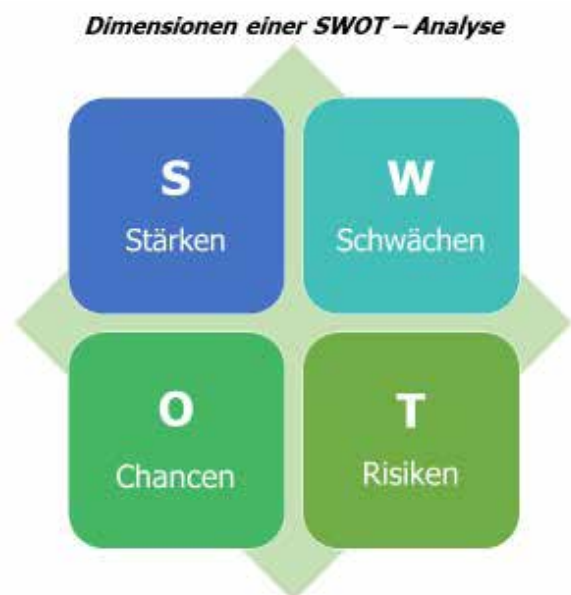 Dimensionen einer SWOT – Analyse
S
Stärken
W
Schwächen
O
Chancen
T
Risiken